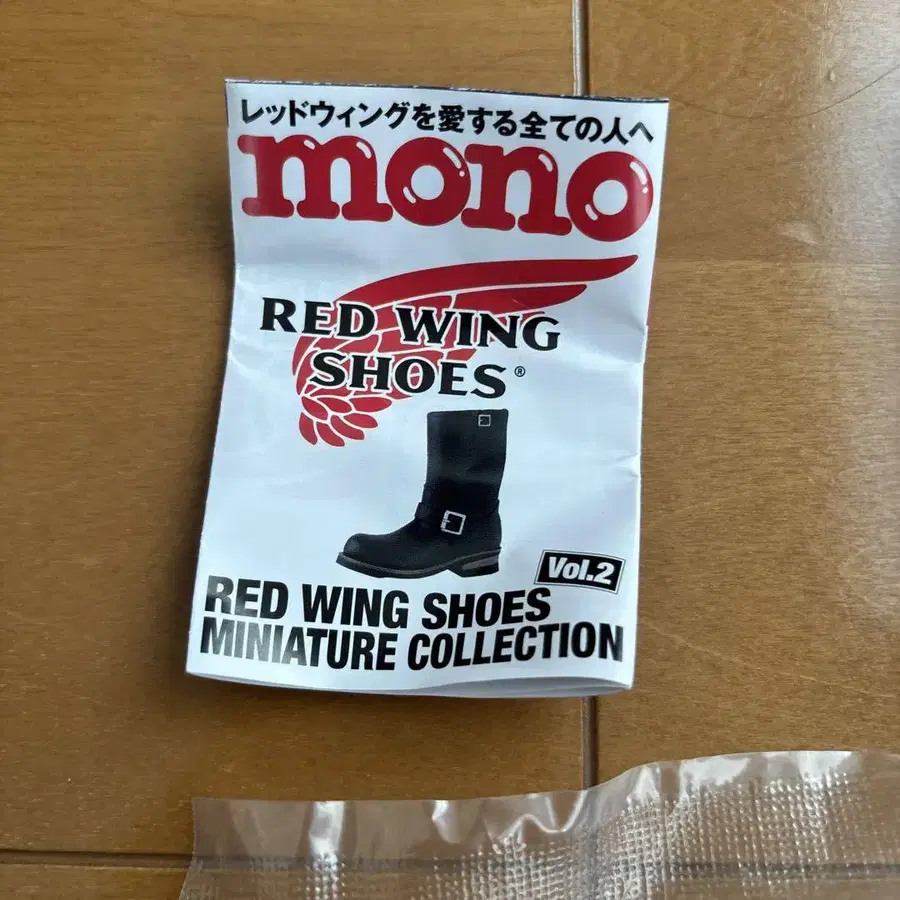 レッドウィングを愛する全ての人へ
mono
RED WING
SHOES®
Vol.2
RED WING SHOES
MINIATURE COLLECTION